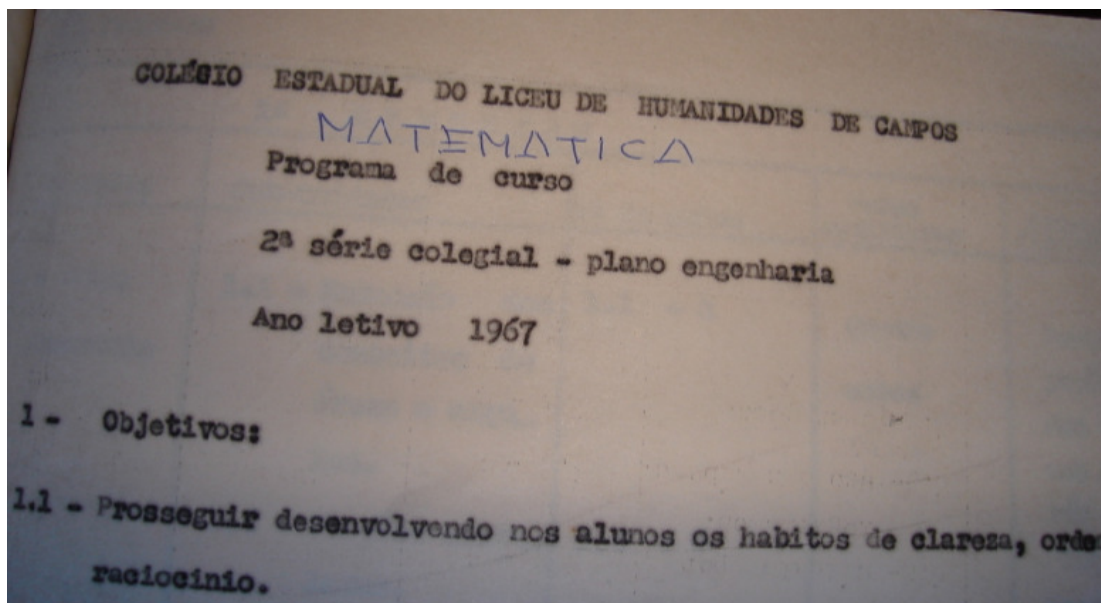 COLÉGIO ESTADUAL DO LICEU DE HUMANIDADES DE CAMPOS
MATEMATICA
Programa de curso
2ª série colegial - plano engenharia
Ano letivo 1967
1 - Objetivos:
1.1 - Prosseguir desenvolvendo nos alunos os habitos de clareza, orde
raciocinio.